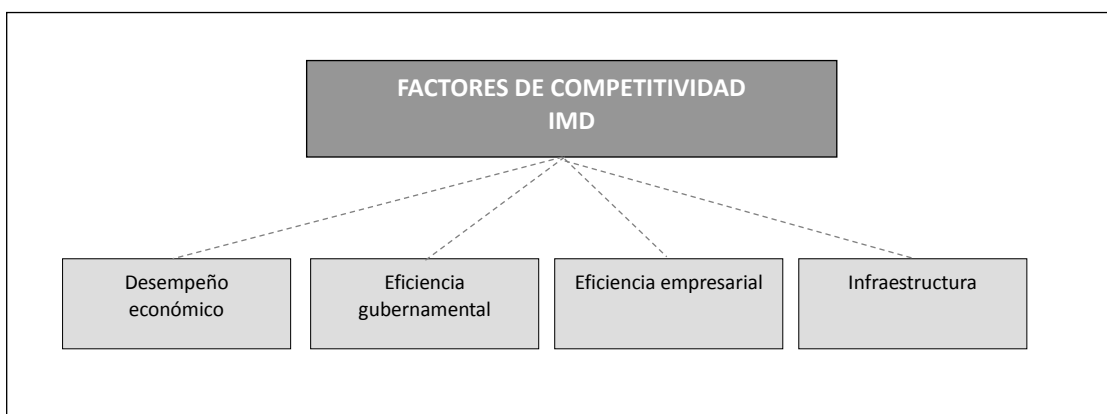 FACTORES DE COMPETITIVIDAD
IMD
Desempeño
económico
Eficiencia
gubernamental
Eficiencia empresarial
Infraestructura